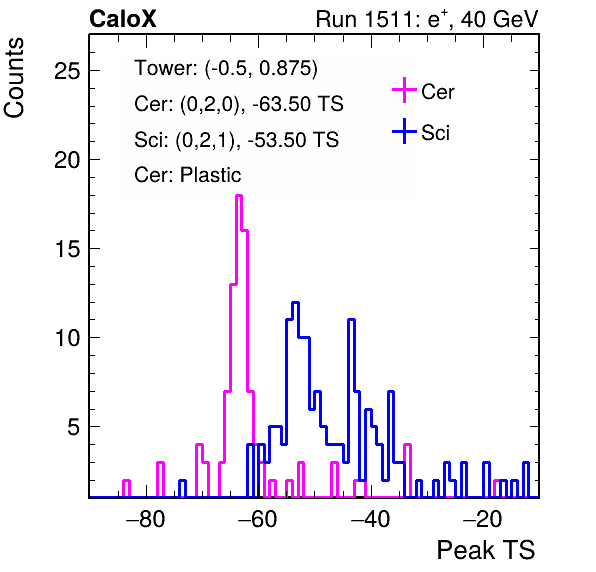 CaloX Run 1511: e⁺, 40 GeV
Counts
Tower: (-0.5, 0.875)
Cer: (0,2,0), -63.50 TS
Sci: (0,2,1), -53.50 TS
Cer: Plastic
Cer
Sci
25
20
15
10
5
−80 −60 −40 −20
Peak TS